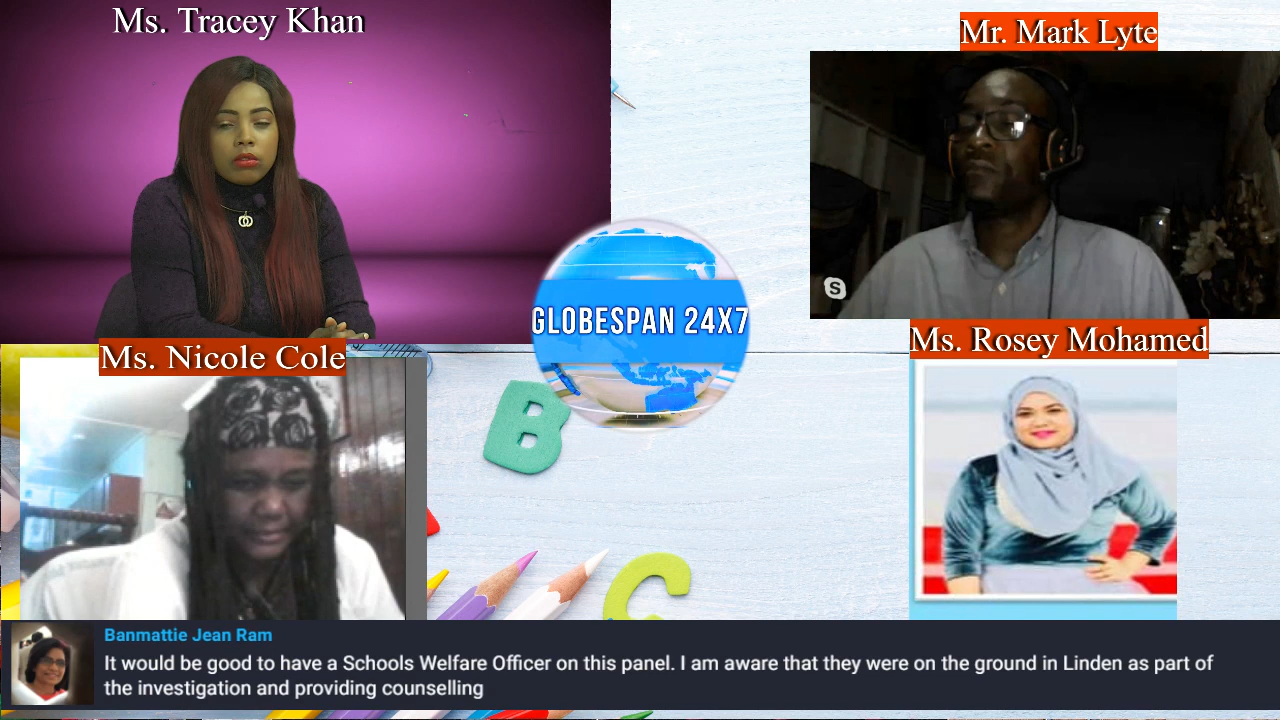 Ms. Tracey Khan
Mr. Mark Lyte
GLOBESPAN 24X7
Ms. Rosey Mohamed
Ms. Nicole Cole
B
Banmattie Jean Ram
It would be good to have a Schools Welfare Officer on this panel. I am aware that they were on the ground in Linden as part of
the investigation and providing counselling